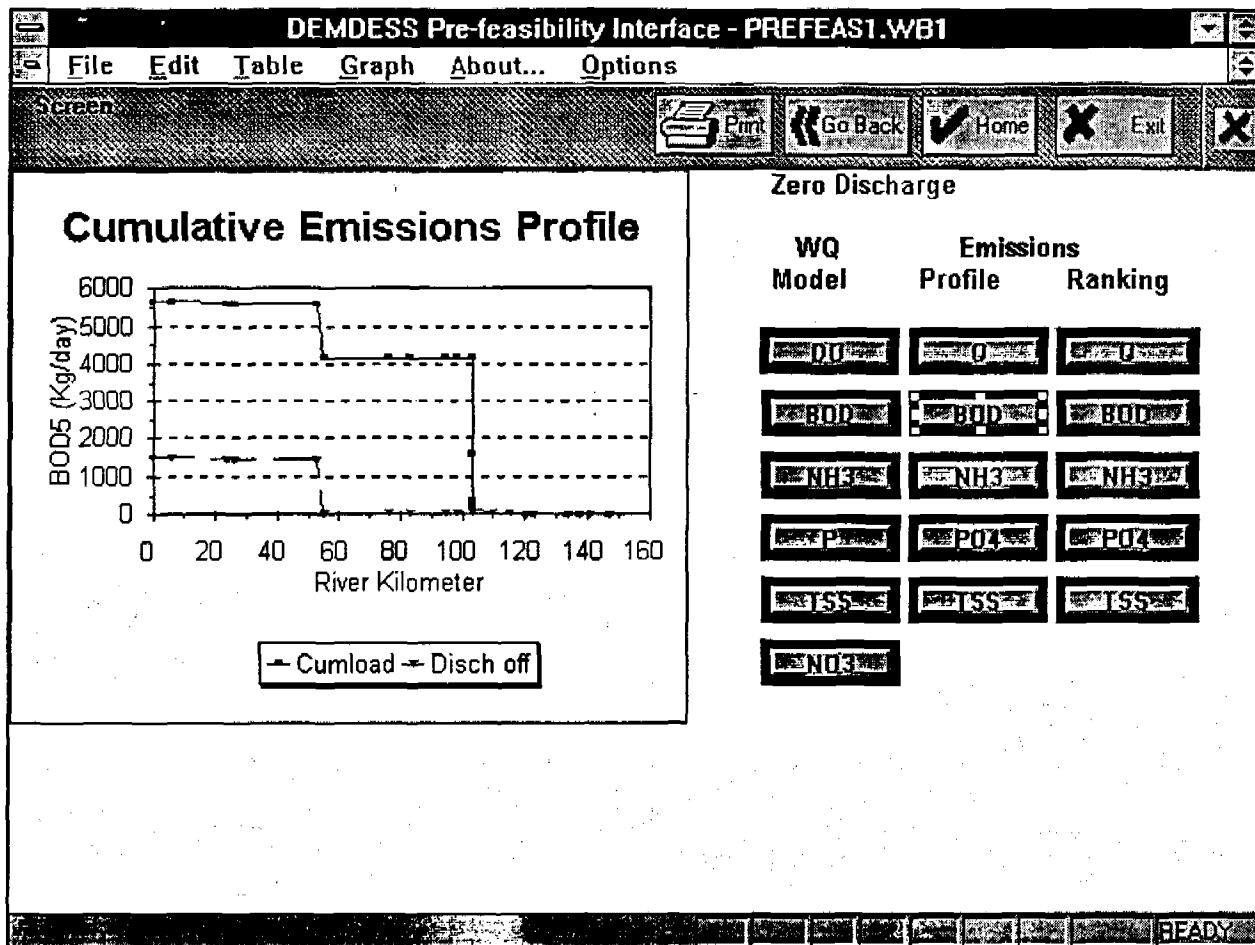 DEMDESS Pre-feasibility Interface - PREFEAS1.WB1
File Edit Table Graph About... Options
Screen
Print Go Back Home Exit
Zero Discharge
Cumulative Emissions Profile
WQ Model
Emissions
Profile Ranking
6000
5000
4000
3000
2000
1000
0
BOD5 (Kg/day)
0 20 40 60 80 100 120 140 160
River Kilometer
Cumload Disch off
DO Q Q
BOD BOD BOD
NH3 NH3 NH3
P PO4 PO4
TSS TSS TSS
NO3
READY